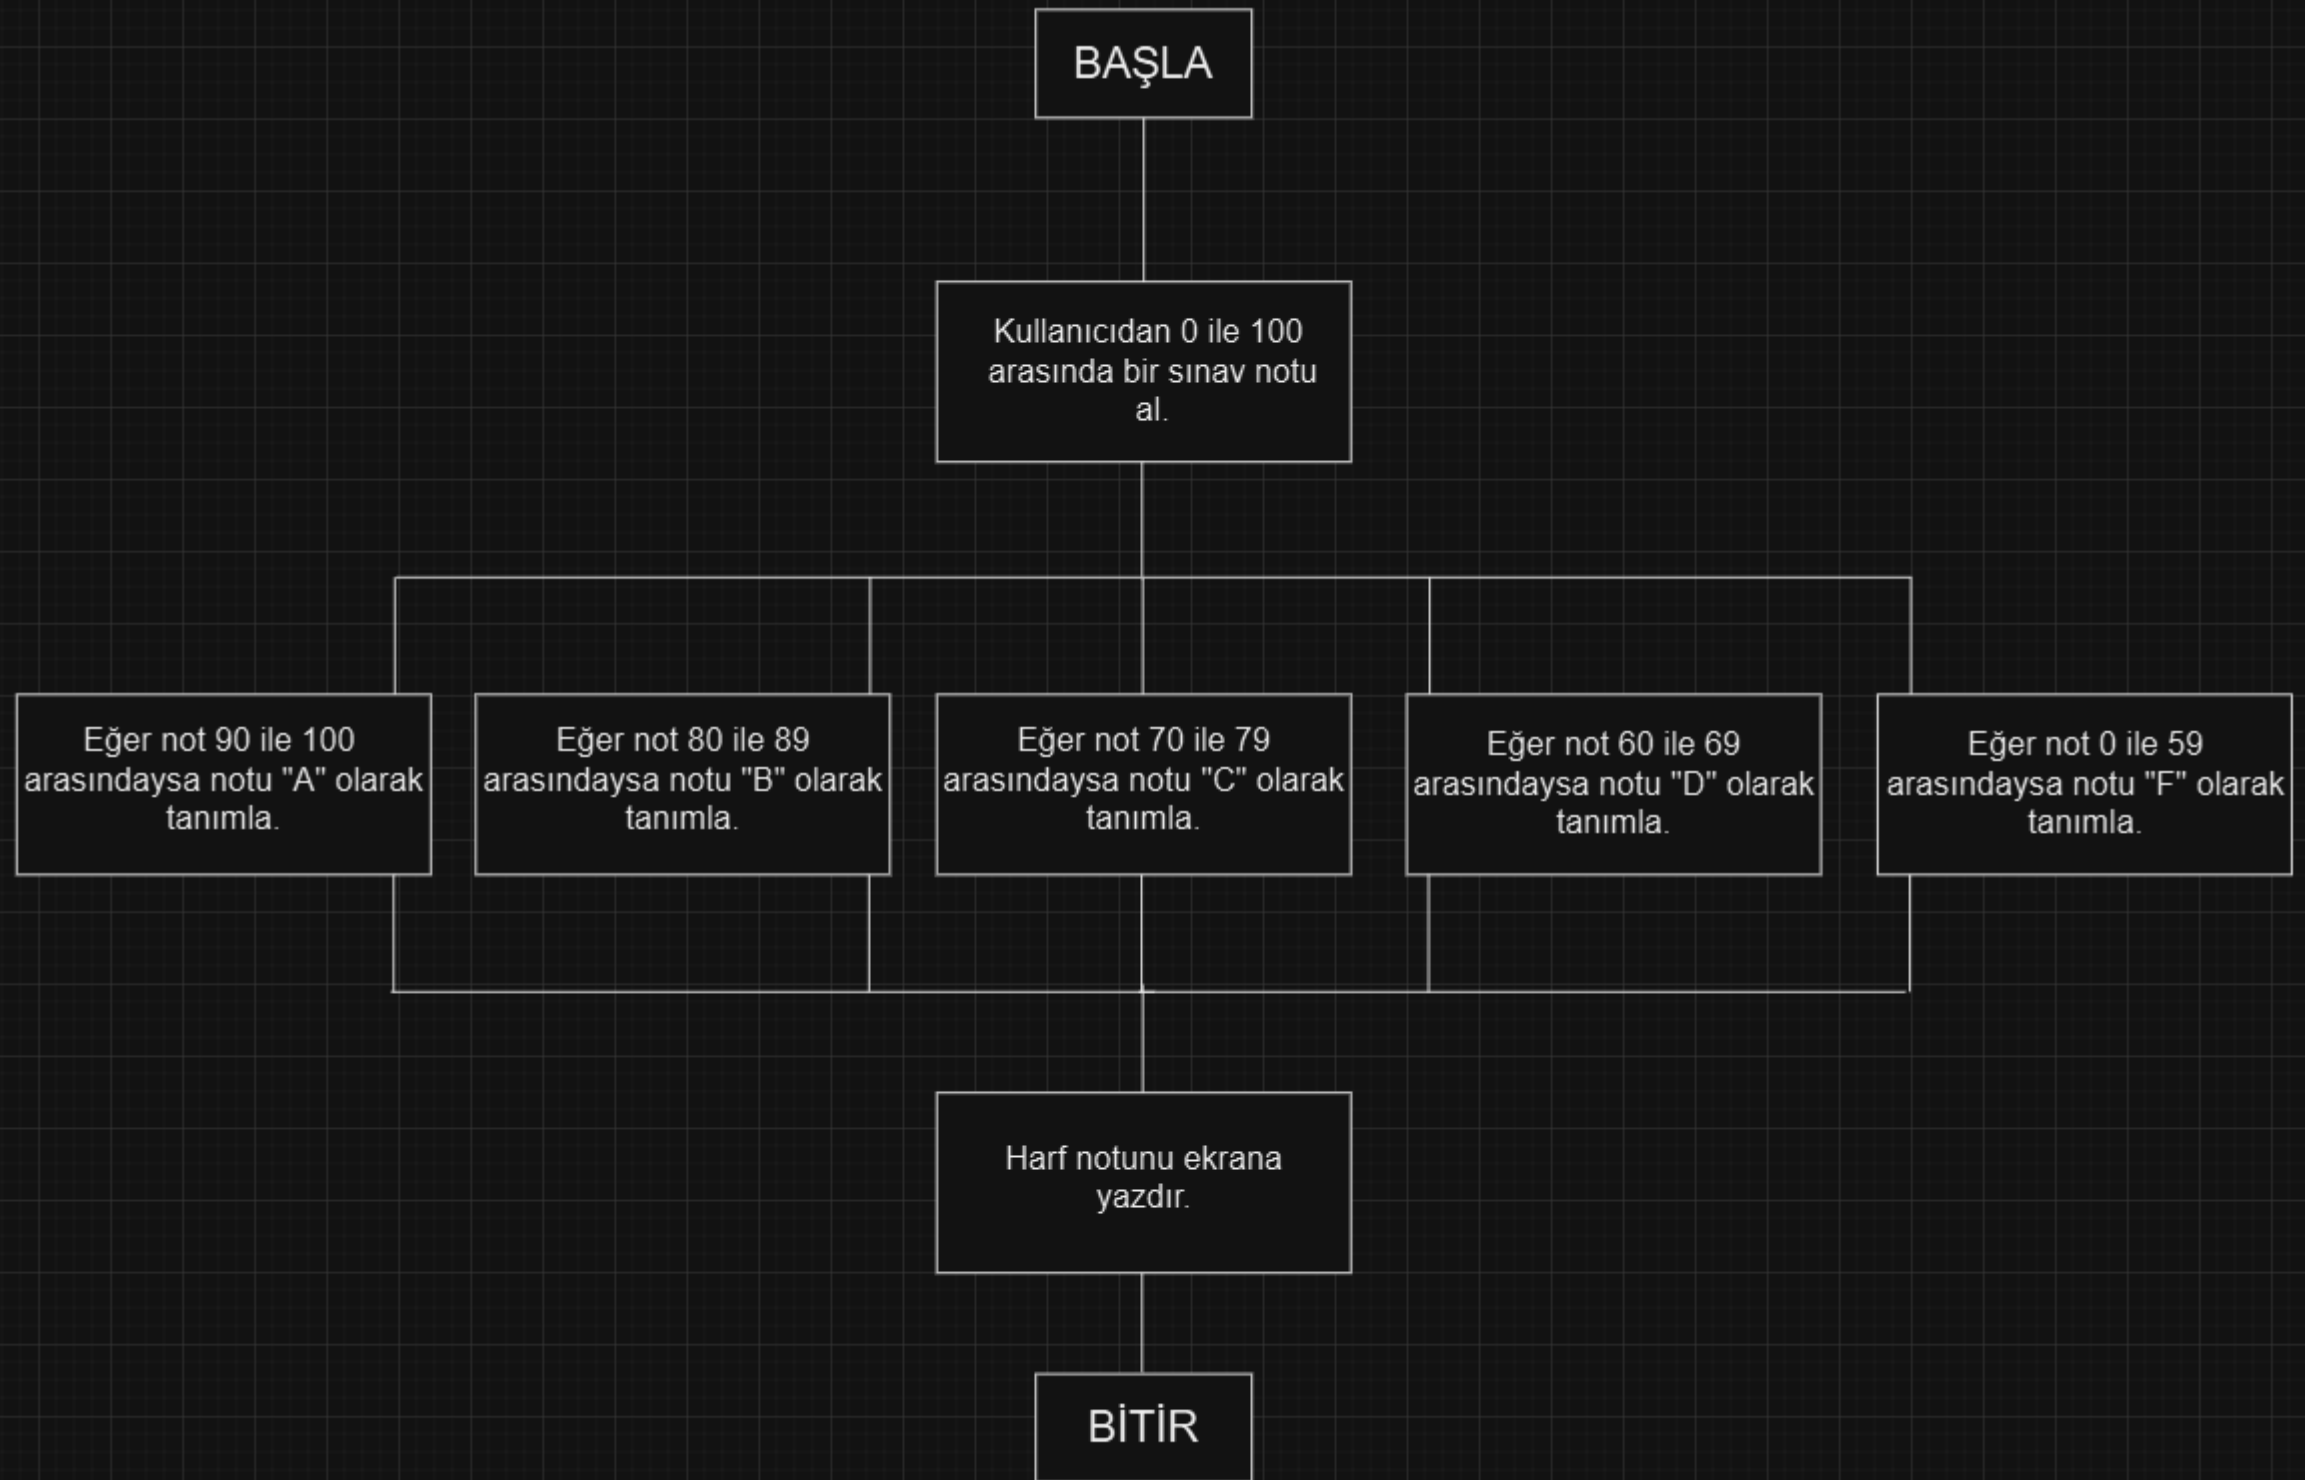 BAŞLA
Kullanıcıdan 0 ile 100
arasında bir sınav notu
al.
Eğer not 90 ile 100
arasındaysa notu "A" olarak
tanımla.
Eğer not 80 ile 89
arasındaysa notu "B" olarak
tanımla.
Eğer not 70 ile 79
arasındaysa notu "C" olarak
tanımla.
Eğer not 60 ile 69
arasındaysa notu "D" olarak
tanımla.
Eğer not 0 ile 59
arasındaysa notu "F" olarak
tanımla.
Harf notunu ekrana
yazdır.
BİTİR